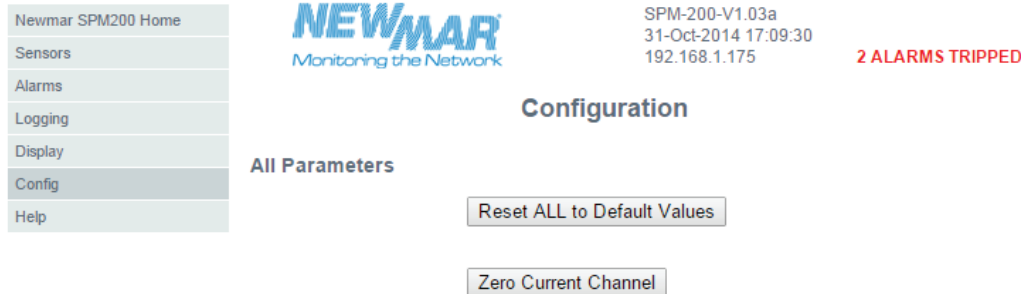 Newmar SPM200 Home
Sensors
Alarms
Logging
Display
Config
Help
NEWMAR
Monitoring the Network
SPM-200-V1.03a
31-Oct-2014 17:09:30
192.168.1.175
2 ALARMS TRIPPED
Configuration
All Parameters
Reset ALL to Default Values
Zero Current Channel